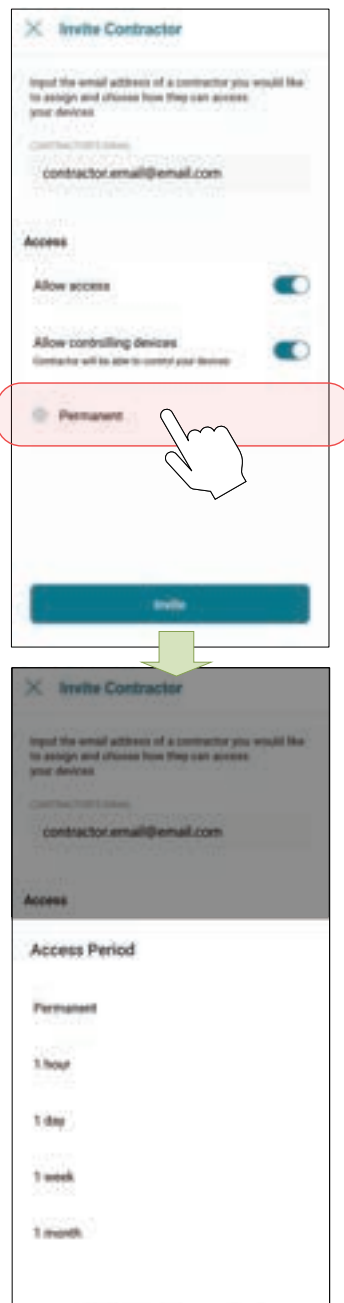 Invite Contractor
Input the email address of a contractor you would like
to assign and choose how they can access
your devices
CONTRACTOR'S EMAIL
contractor.email@email.com
Access
Allow access
Allow controlling devices
Contractor will be able to control your devices
Permanent
Invite
Invite Contractor
Input the email address of a contractor you would like
to assign and choose how they can access
your devices
CONTRACTOR'S EMAIL
contractor.email@email.com
Access
Access Period
Permanent
1 hour
1 day
1 week
1 month